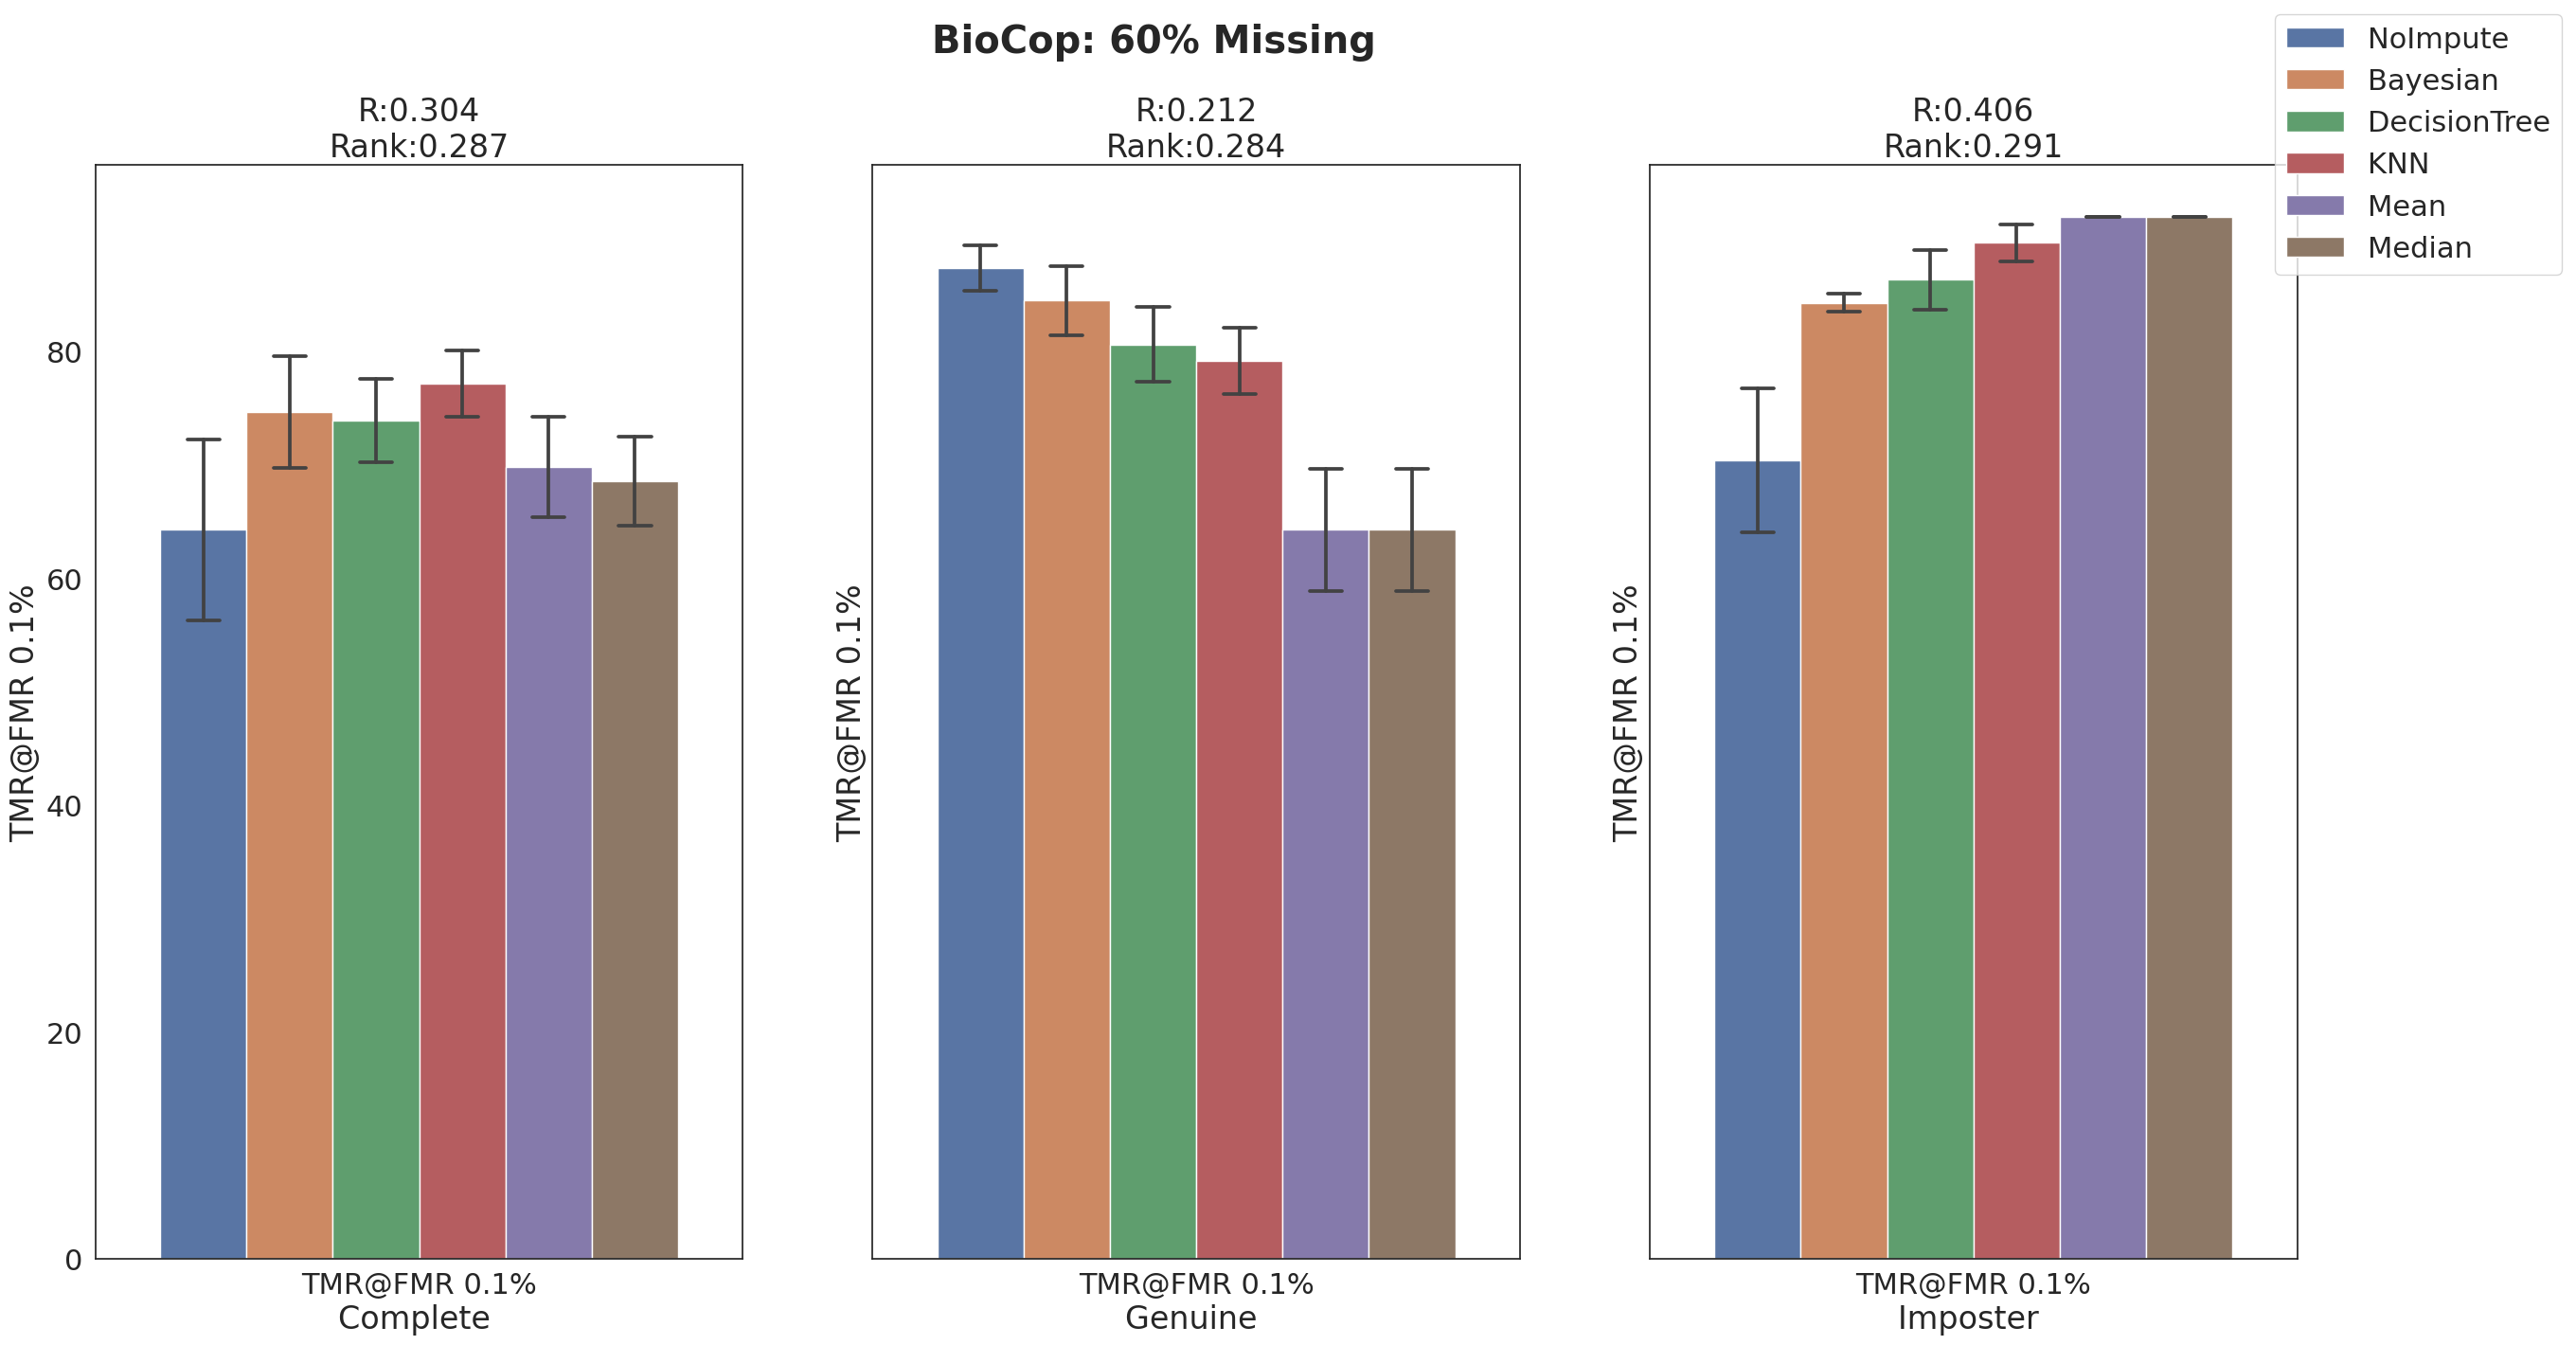 BioCop: 60% Missing
NoImpute
Bayesian
DecisionTree
KNN
Mean
Median
R:0.304
Rank:0.287
TMR@FMR 0.1%
80
60
40
20
0
TMR@FMR 0.1%
Complete
R:0.212
Rank:0.284
TMR@FMR 0.1%
TMR@FMR 0.1%
Genuine
R:0.406
Rank:0.291
TMR@FMR 0.1%
TMR@FMR 0.1%
Imposter